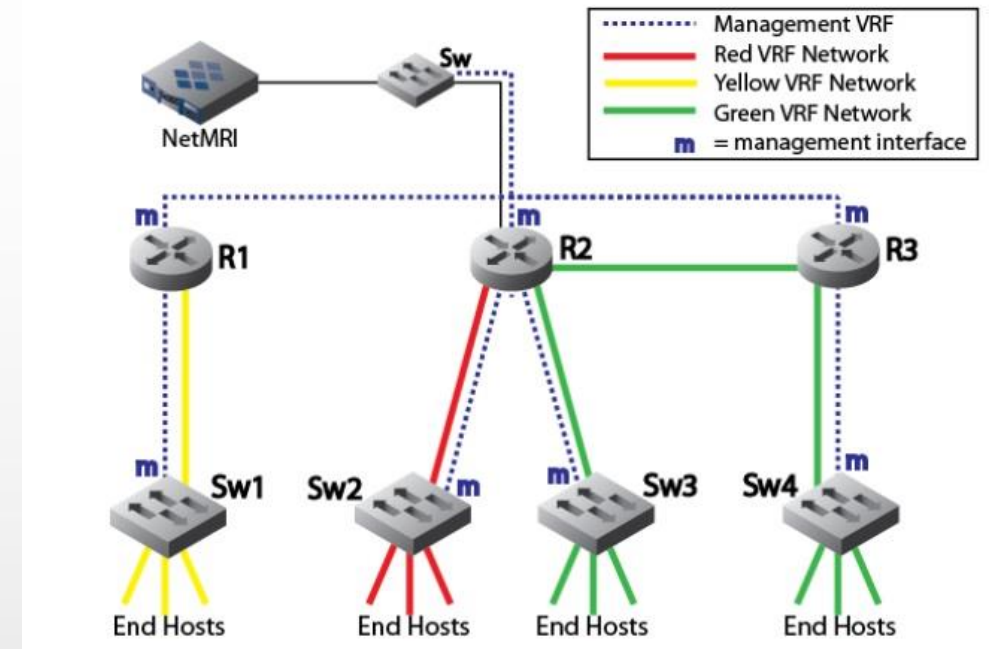 Management VRF
Red VRF Network
Yellow VRF Network
Green VRF Network
m = management interface
Sw
NetMRI
m
m
m
R1
R2
R3
m
m
m
m
Sw1
Sw2
Sw3
Sw4
End Hosts
End Hosts
End Hosts
End Hosts